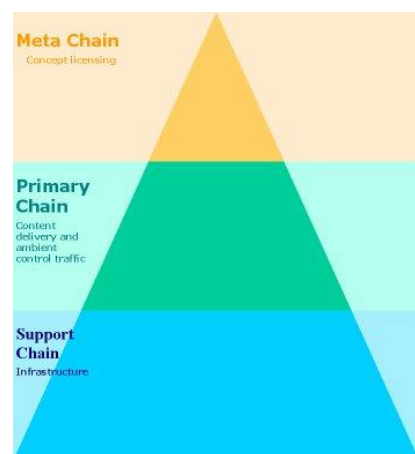 Meta Chain
Concept licensing
Primary
Chain
Content
delivery and
ambient
control traffic
Support
Chain
Infrastructure